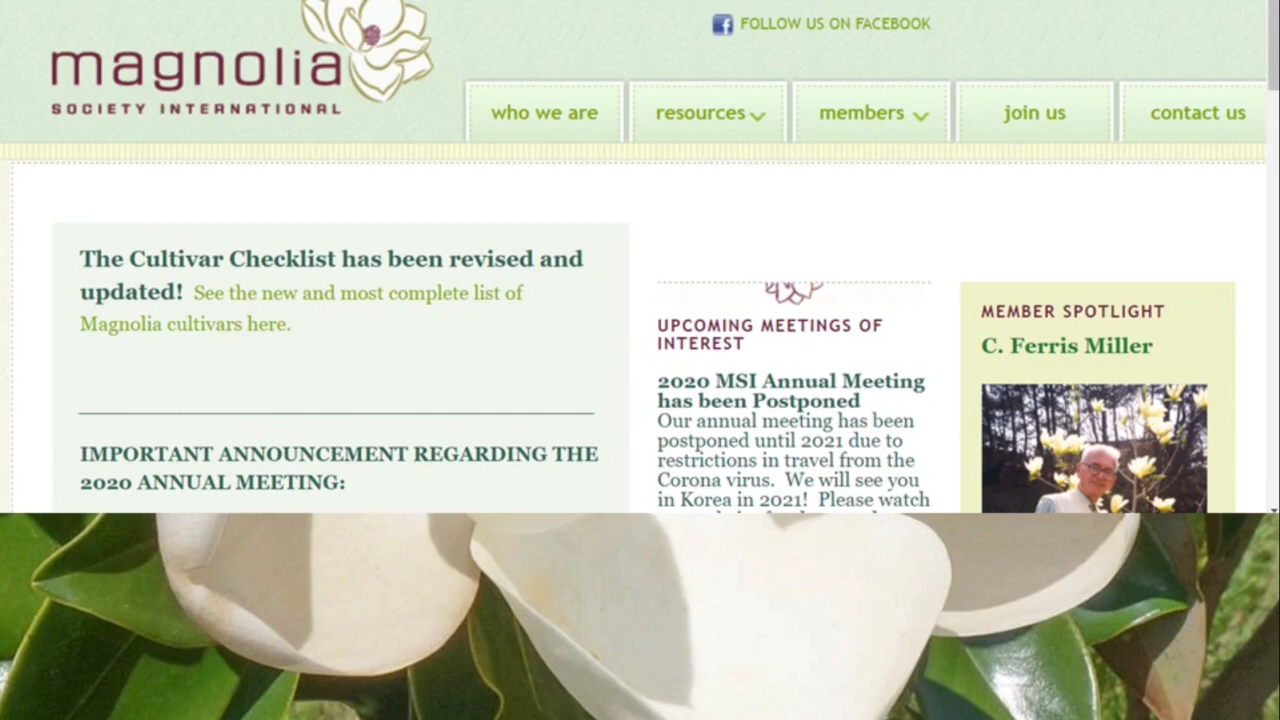 magnolia
SOCIETY INTERNATIONAL
FOLLOW US ON FACEBOOK
who we are
resources
members
join us
contact us
The Cultivar Checklist has been revised and
updated! See the new and most complete list of
Magnolia cultivars here.
IMPORTANT ANNOUNCEMENT REGARDING THE
2020 ANNUAL MEETING:
UPCOMING MEETINGS OF
INTEREST
2020 MSI Annual Meeting
has been Postponed
Our annual meeting has been
postponed until 2021 due to
restrictions in travel from the
Corona virus. We will see you
in Korea in 2021! Please watch
MEMBER SPOTLIGHT
C. Ferris Miller